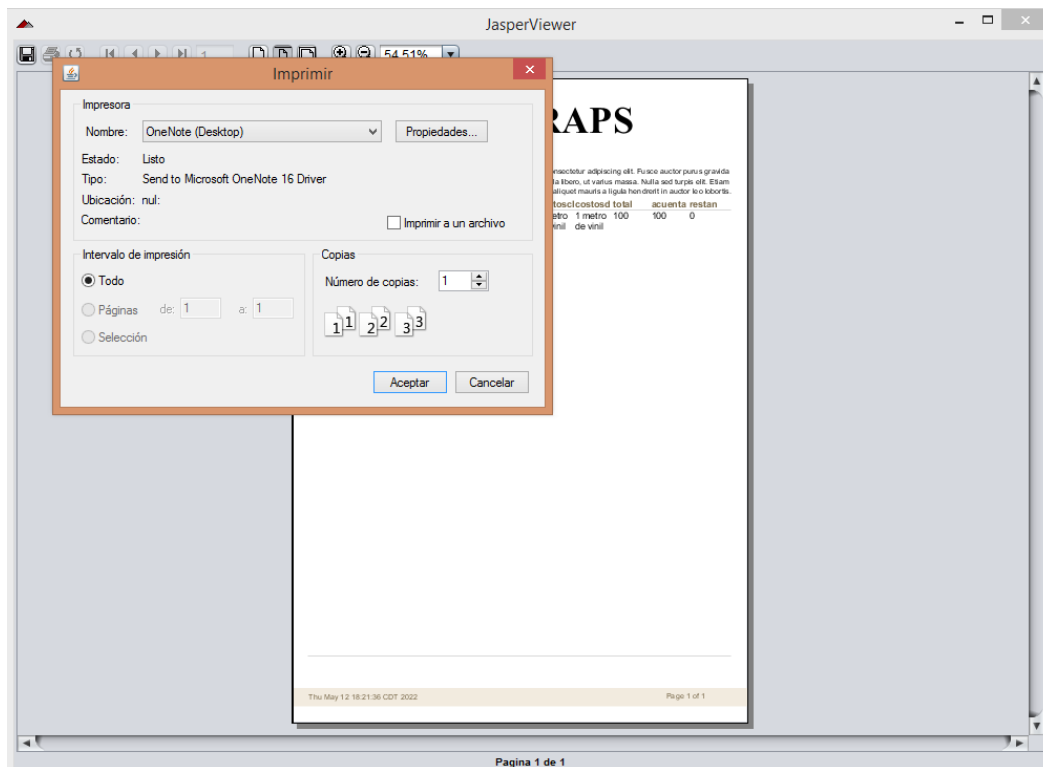 JasperViewer
1
54.51%
Imprimir
Impresora
Nombre: OneNote (Desktop) Propiedades...
Estado: Listo
Tipo: Send to Microsoft OneNote 16 Driver
Ubicación: nul:
Comentario: Imprimir a un archivo
Intervalo de impresión
Todo
Páginas de: 1 a: 1
Selección
Copias
Número de copias: 1
1 1 2 2 3 3
Aceptar Cancelar
RAPS
adipiscing elit. Fusce auctor purus gravida
la libero, ut varius massa. Nulla sed turpis elit. Etiam
aliquet mauris a ligula hendrerit in auctor leo lobortis.
total acuenta restan
1 metro 100 100 0
de vinil
Thu May 12 18:21:36 CDT 2022 Page 1 of 1
Pagina 1 de 1